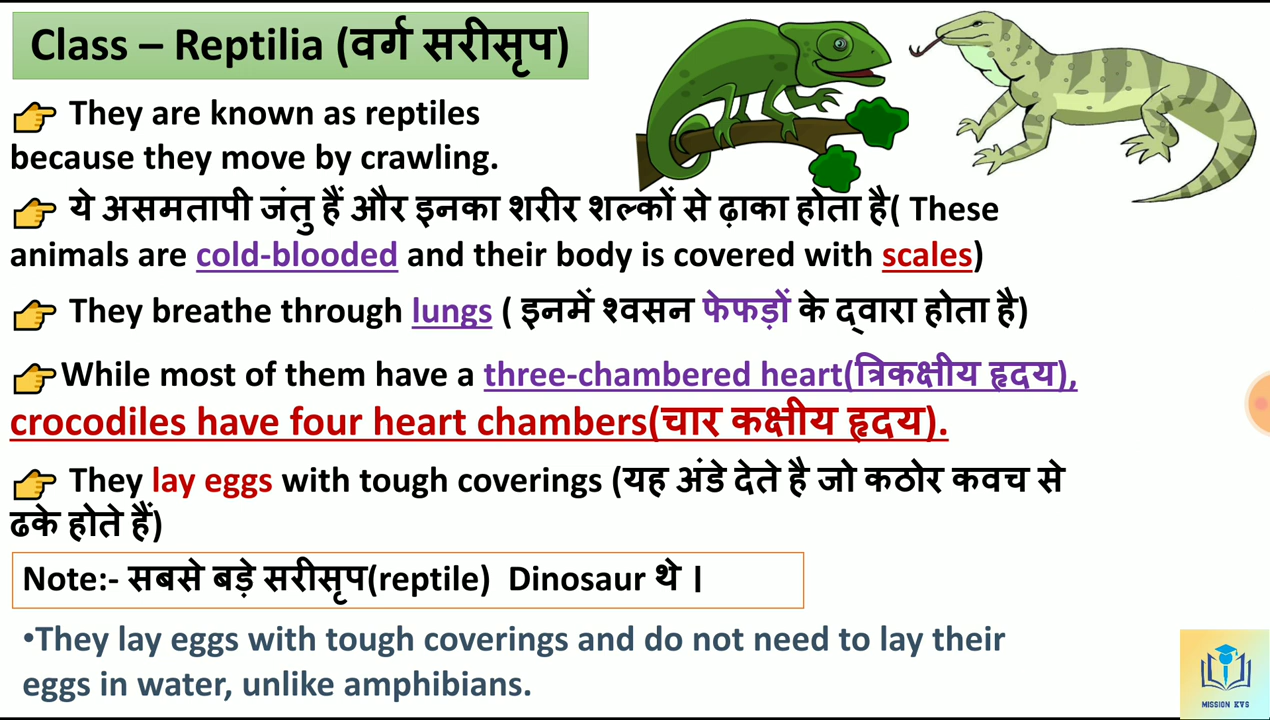 Class – Reptilia (वर्ग सरीसृप)
👉 They are known as reptiles
because they move by crawling.
👉 ये असमतापी जंतु हैं और इनका शरीर शल्कों से ढ़ाका होता है( These
animals are cold-blooded and their body is covered with scales)
👉 They breathe through lungs ( इनमें श्वसन फेफड़ों के द्वारा होता है)
👉While most of them have a three-chambered heart(त्रिकक्षीय हृदय),
crocodiles have four heart chambers(चार कक्षीय हृदय).
👉 They lay eggs with tough coverings (यह अंडे देते है जो कठोर कवच से
ढके होते हैं)
Note:- सबसे बड़े सरीसृप(reptile) Dinosaur थे ।
•They lay eggs with tough coverings and do not need to lay their
eggs in water, unlike amphibians.
MISSION KVS